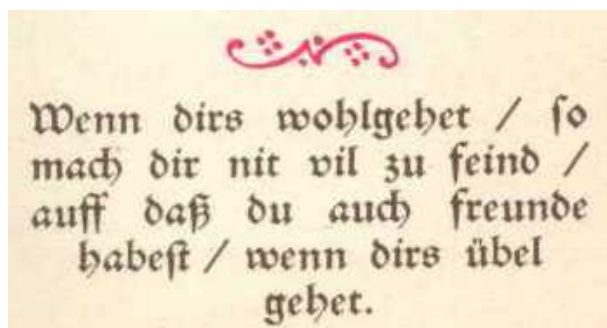 Wenn dirs wohlgehet / so
mach dir nit vil zu feind /
auff daß du auch freunde
habest / wenn dirs übel
gehet.